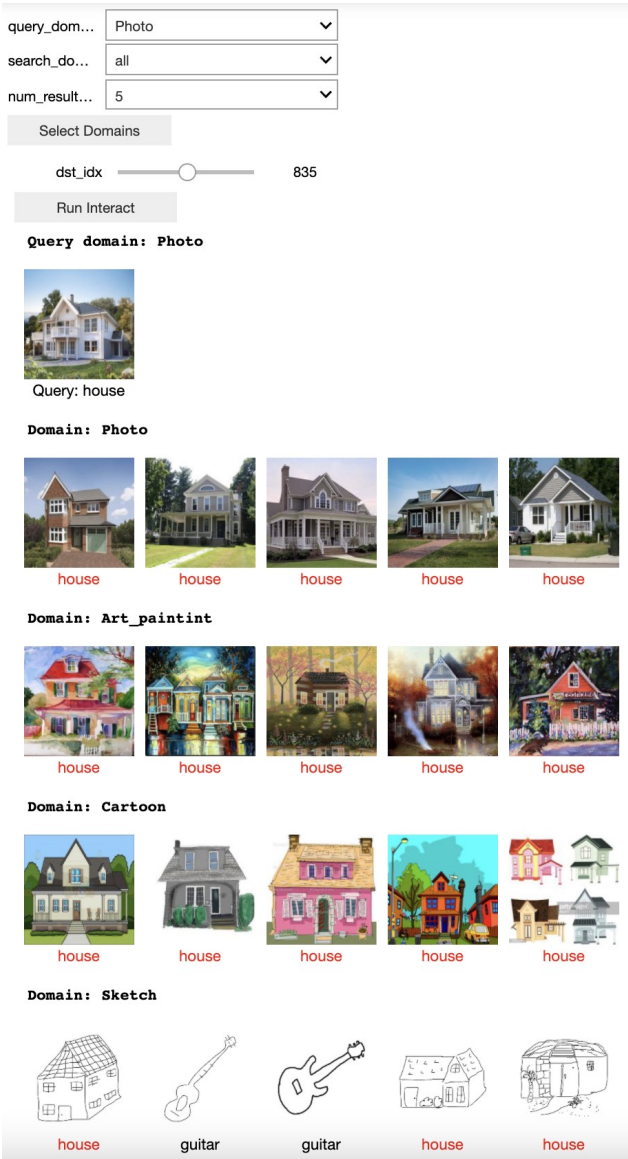 query_dom... Photo
search_do... all
num_result... 5
Select Domains
dst_idx 835
Run Interact
Query domain: Photo
Query: house
Domain: Photo
house house house house house
Domain: Art_paintint
house house house house house
Domain: Cartoon
house house house house house
Domain: Sketch
house guitar guitar house house